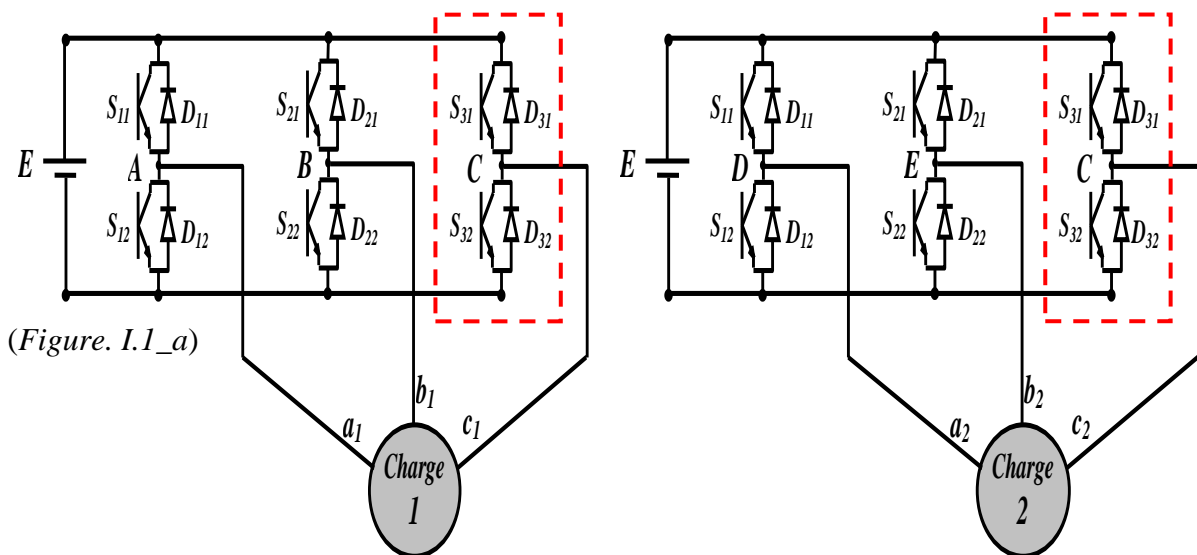 S11 D11 S21 D21 S31 D31
E A B C
S12 D12 S22 D22 S32 D32
(Figure. I.1_a)
a1 b1 c1
Charge
1
S11 D11 S21 D21 S31 D31
E D E C
S12 D12 S22 D22 S32 D32
a2 b2 c2
Charge
2